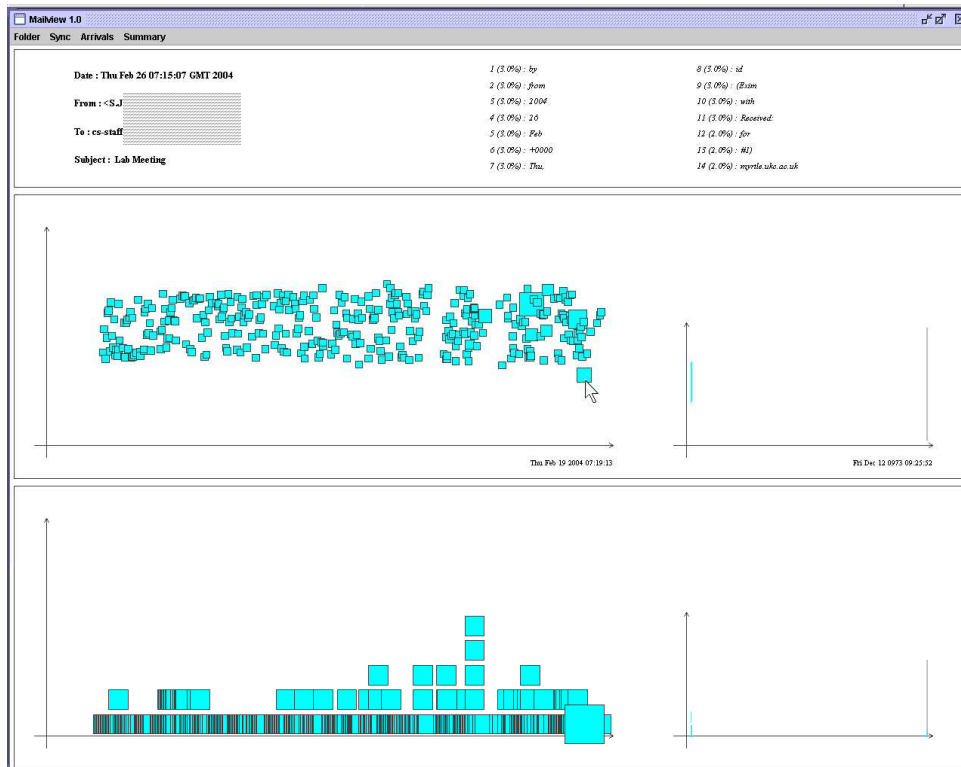 Mailview 1.0
Folder Sync Arrivals Summary
Date : Thu Feb 26 07:15:07 GMT 2004
From : <S.J
To : cs-staff
Subject : Lab Meeting
1 (3.0%) : by
2 (3.0%) : from
3 (3.0%) : 2004
4 (3.0%) : 26
5 (3.0%) : Feb
6 (3.0%) : +0000
7 (3.0%) : Thu,
8 (3.0%) : id
9 (3.0%) : (Exim
10 (3.0%) : with
11 (3.0%) : Received:
12 (2.0%) : for
13 (2.0%) : #1)
14 (2.0%) : myrtle.ukc.ac.uk
Thu Feb 19 2004 07:19:13
Fri Dec 12 0973 09:25:52